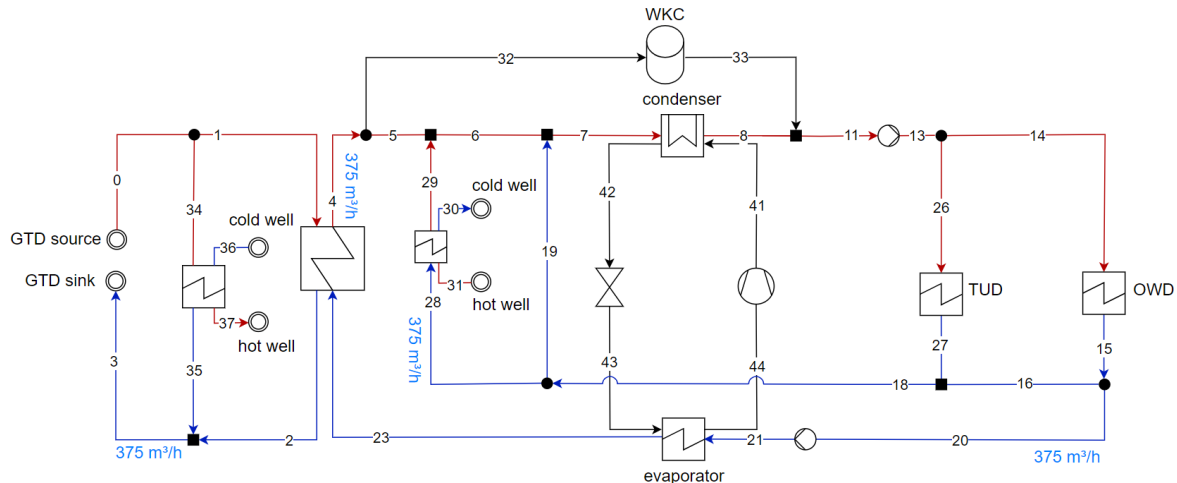 WKC
32
33
condenser
1
5
6
7
8
11
13
14
0
34
4
375 m³/h
29
cold well
30
42
41
26
cold well
36
GTD source
GTD sink
19
31
hot well
28
375 m³/h
TUD
OWD
37
hot well
3
35
43
44
27
15
18
16
2
23
21
20
375 m³/h
375 m³/h
evaporator